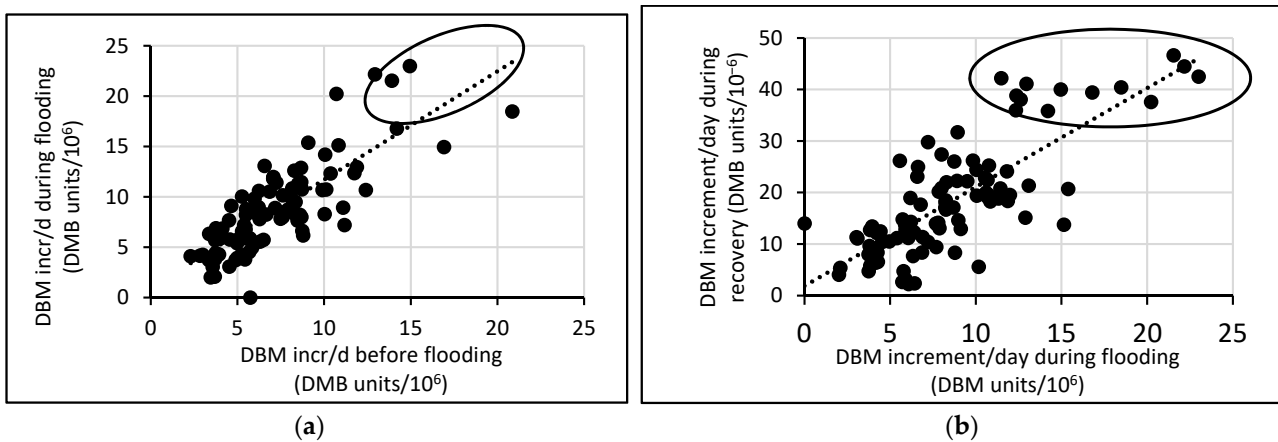 DBM incr/d during flooding
(DMB units/10⁶)
25
20
15
10
5
0
0 5 10 15 20 25
DBM incr/d before flooding
(DMB units/10⁶)
(a)
DBM increment/day during
recovery (DMB units/10⁻⁶)
50
40
30
20
10
0
0 5 10 15 20 25
DBM increment/day during flooding
(DBM units/10⁶)
(b)